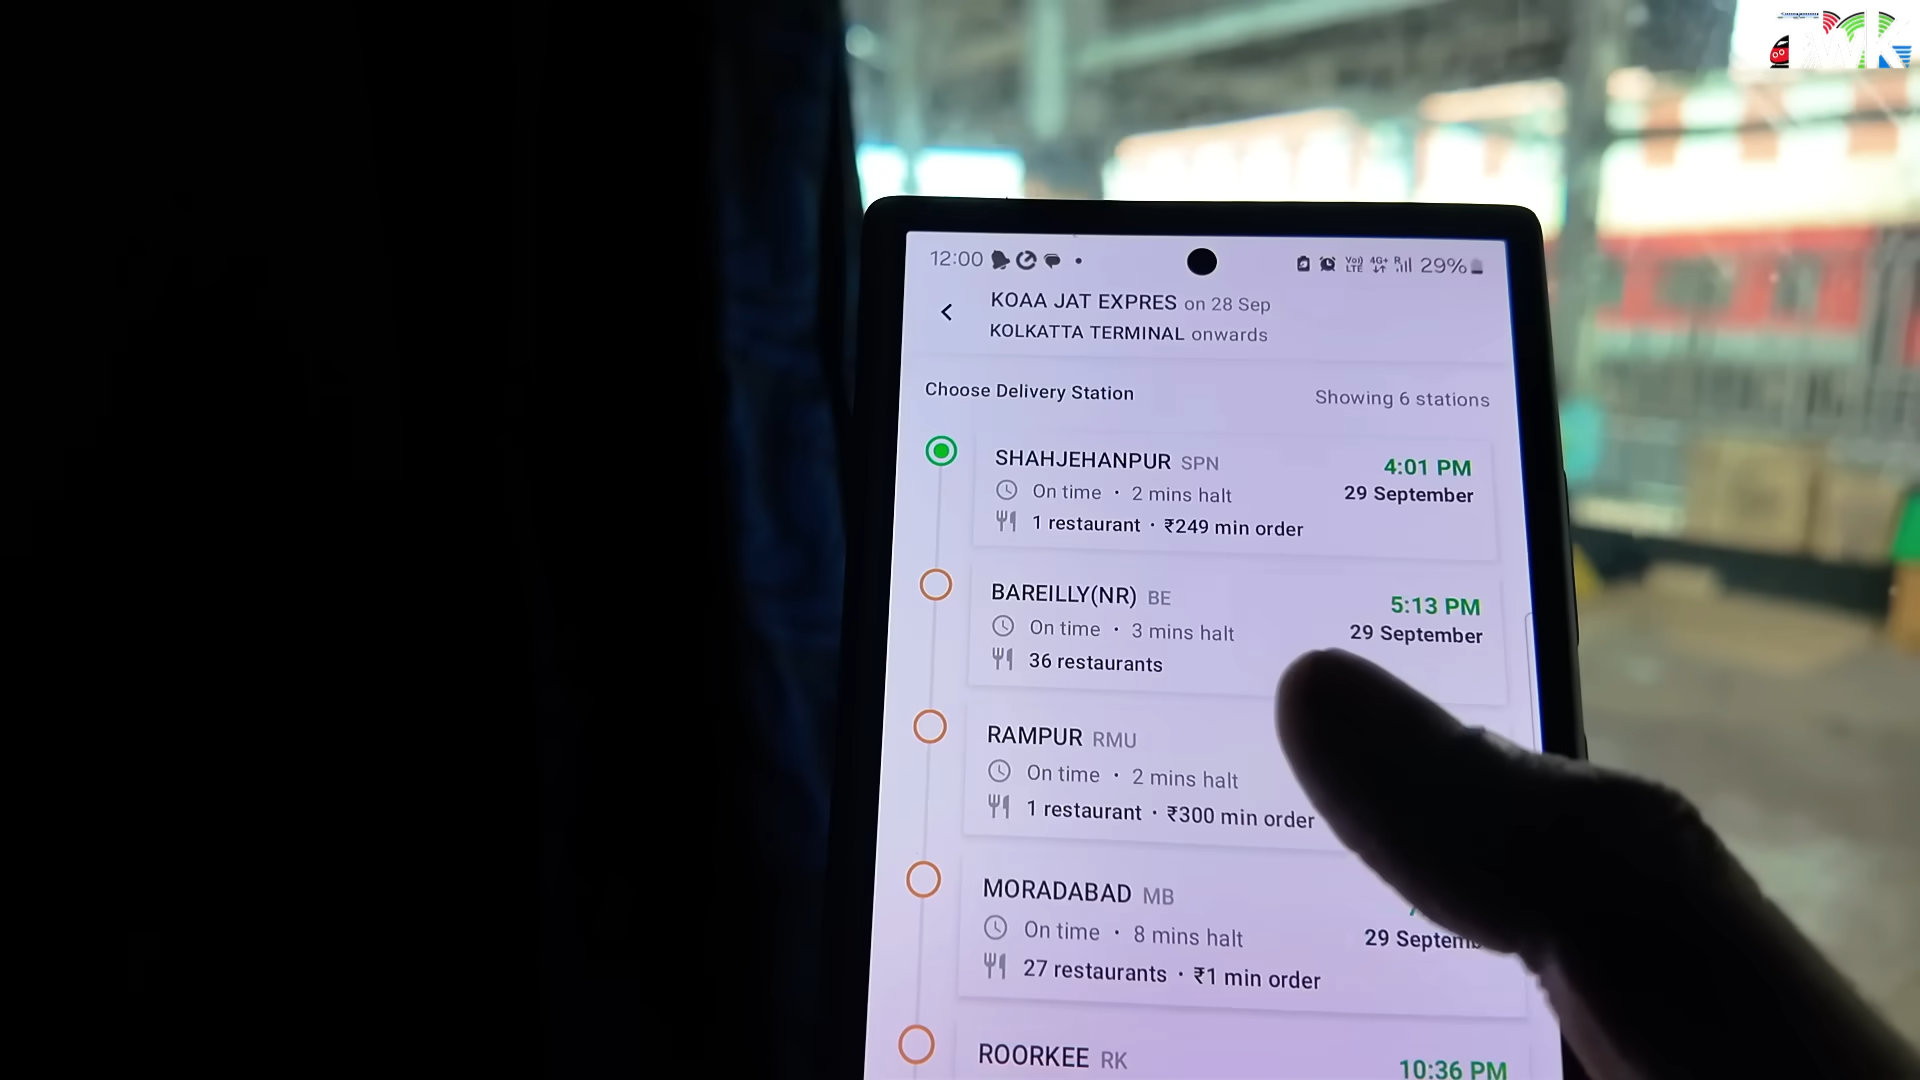 12:00
VoD LTE 4G+ R 29%
KOAA JAT EXPRES on 28 Sep
KOLKATTA TERMINAL onwards
Choose Delivery Station
Showing 6 stations
SHAHJEHANPUR SPN
4:01 PM
On time · 2 mins halt
29 September
1 restaurant · ₹249 min order
BAREILLY(NR) BE
5:13 PM
On time · 3 mins halt
29 September
36 restaurants
RAMPUR RMU
On time · 2 mins halt
1 restaurant · ₹300 min order
MORADABAD MB
On time · 8 mins halt
29 Septem
27 restaurants · ₹1 min order
ROORKEE RK
10:36 PM